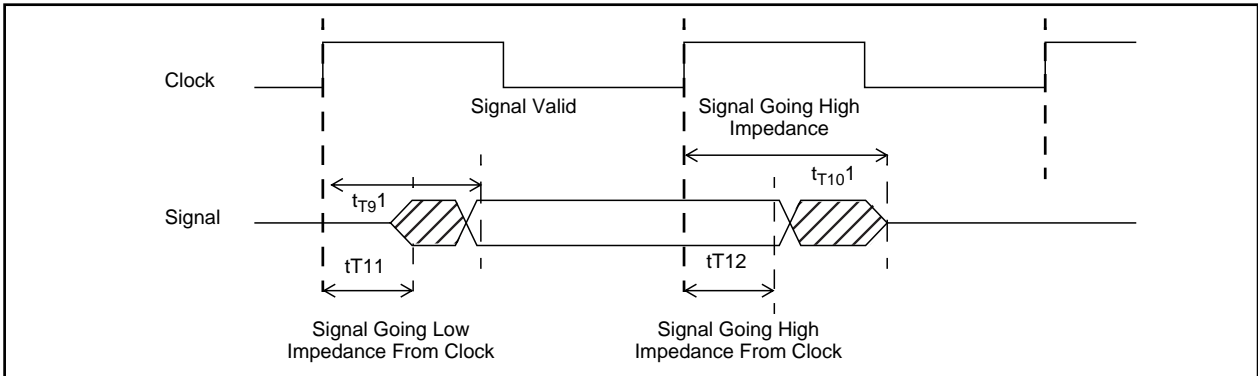 Clock
Signal Valid
Signal Going High
Impedance
tT101
tT91
Signal
tT11
tT12
Signal Going Low
Impedance From Clock
Signal Going High
Impedance From Clock